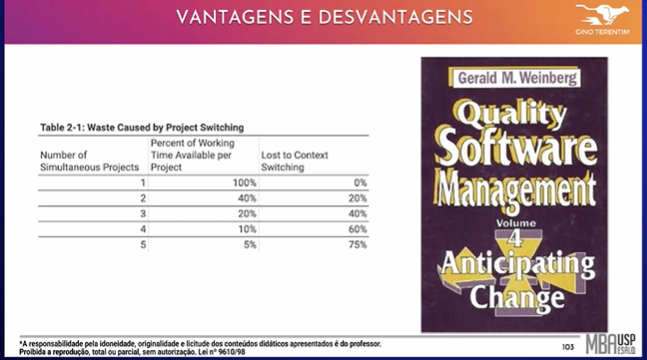 VANTAGENS E DESVANTAGENS
GINO TERENTIM
Table 2-1: Waste Caused by Project Switching
Number of Simultaneous Projects | Percent of Working Time Available per Project | Lost to Context Switching
1 100% 0%
2 40% 20%
3 20% 40%
4 10% 60%
5 5% 75%
Gerald M. Weinberg
Quality
Software
Management
Volume
4
Anticipating
Change
*A responsabilidade pela idoneidade, originalidade e licitude dos conteúdos didáticos apresentados é do professor.
Proibida a reprodução, total ou parcial, sem autorização. Lei nº 9610/98
103
MBA USP
ESALQ